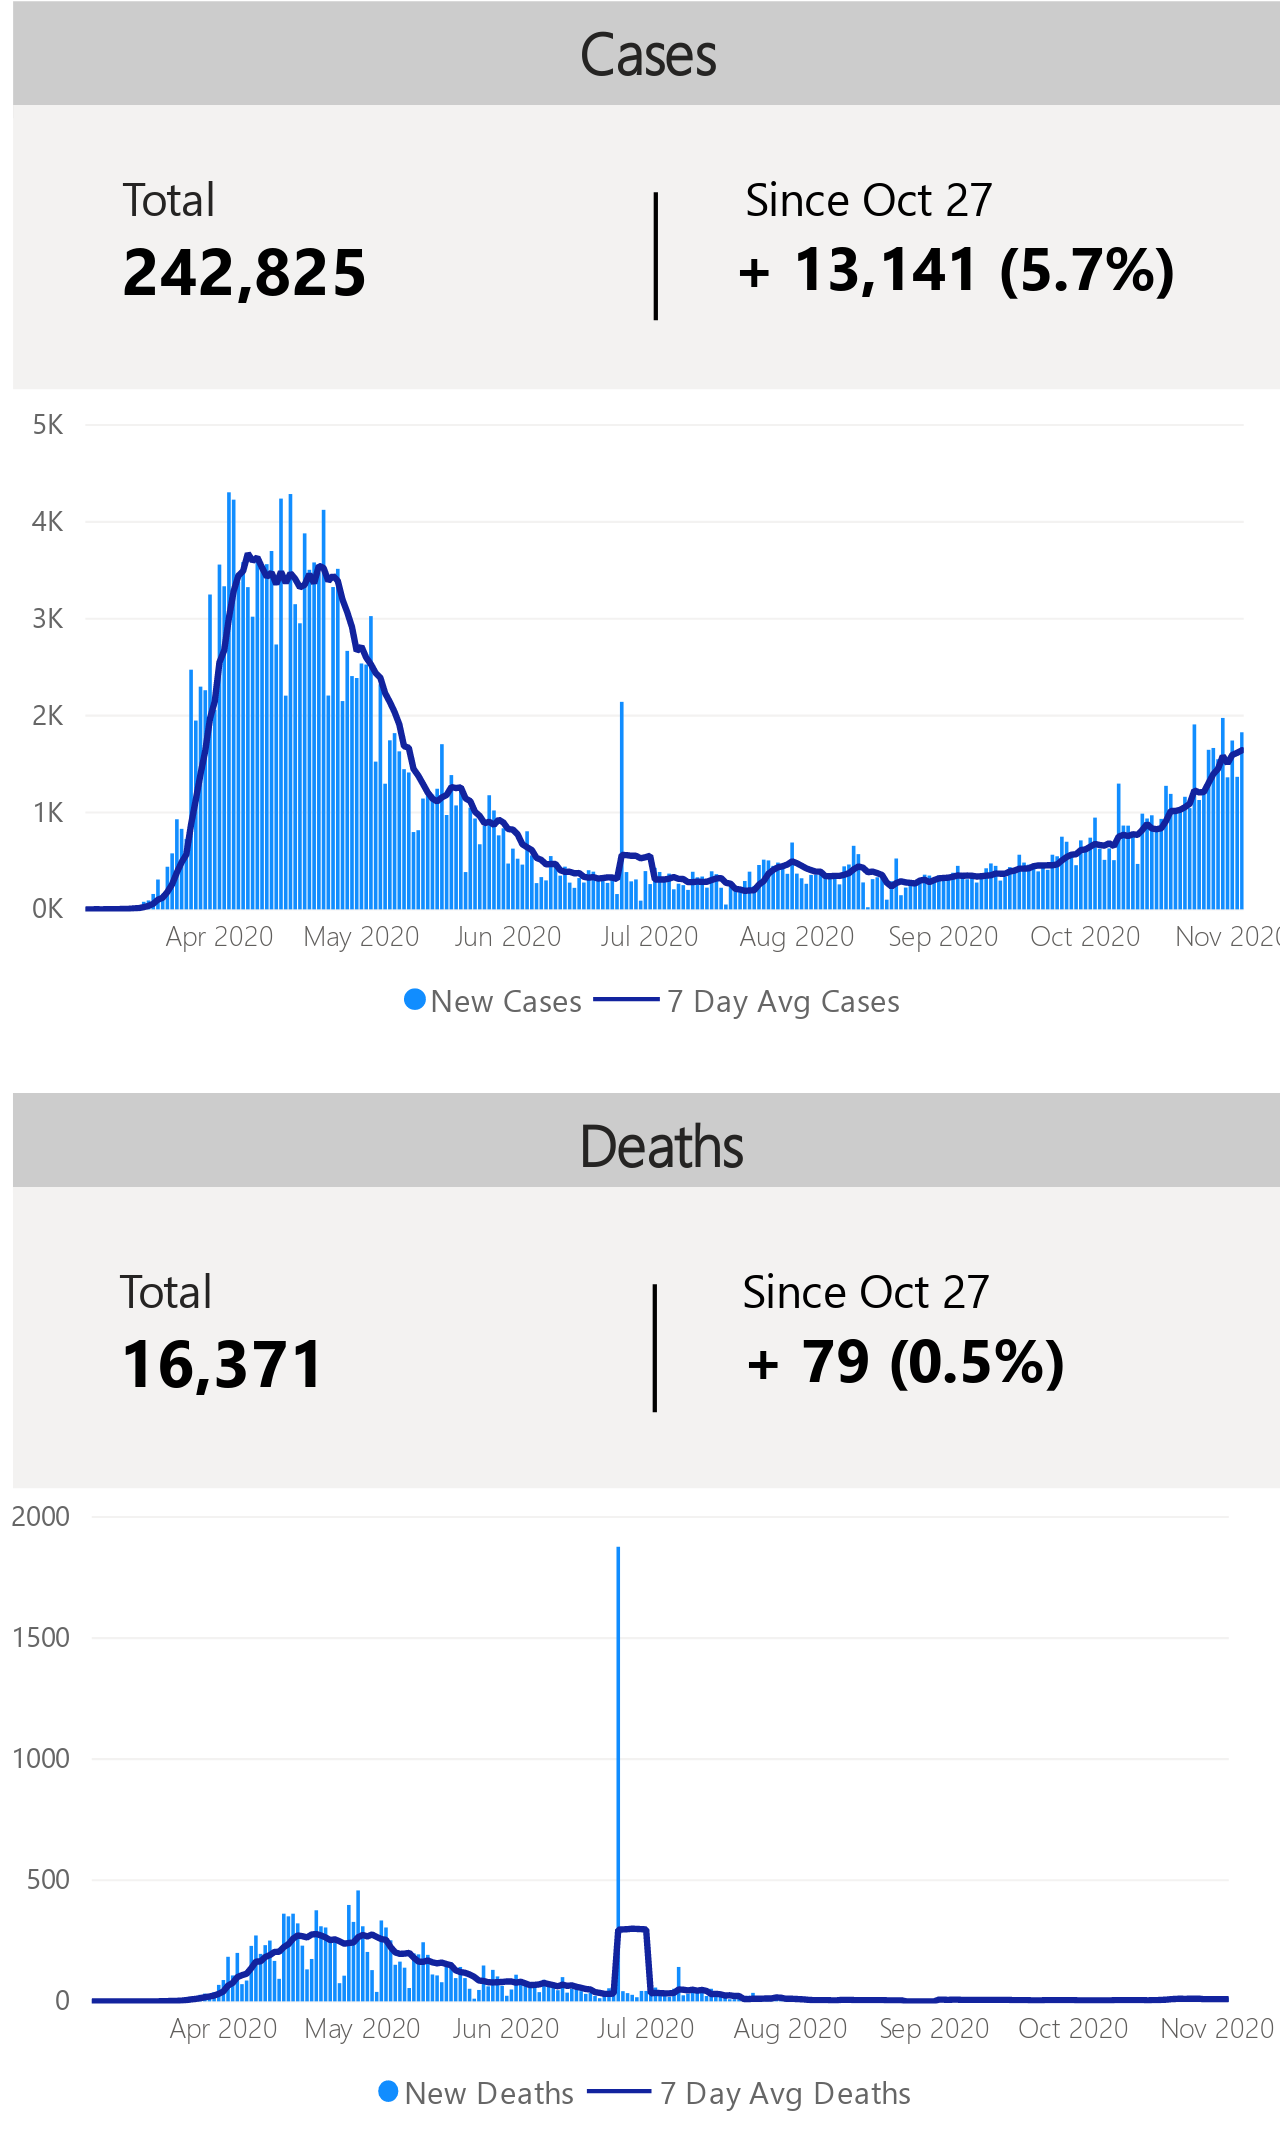 Cases
Total
Since Oct 27
242,825
+ 13,141 (5.7%)
5K
4K
3K
2K
1K
0K
Apr 2020 May 2020 Jun 2020 Jul 2020 Aug 2020 Sep 2020 Oct 2020 Nov 2020
New Cases 7 Day Avg Cases
Deaths
Total
Since Oct 27
16,371
+ 79 (0.5%)
2000
1500
1000
500
0
Apr 2020 May 2020 Jun 2020 Jul 2020 Aug 2020 Sep 2020 Oct 2020 Nov 2020
New Deaths 7 Day Avg Deaths